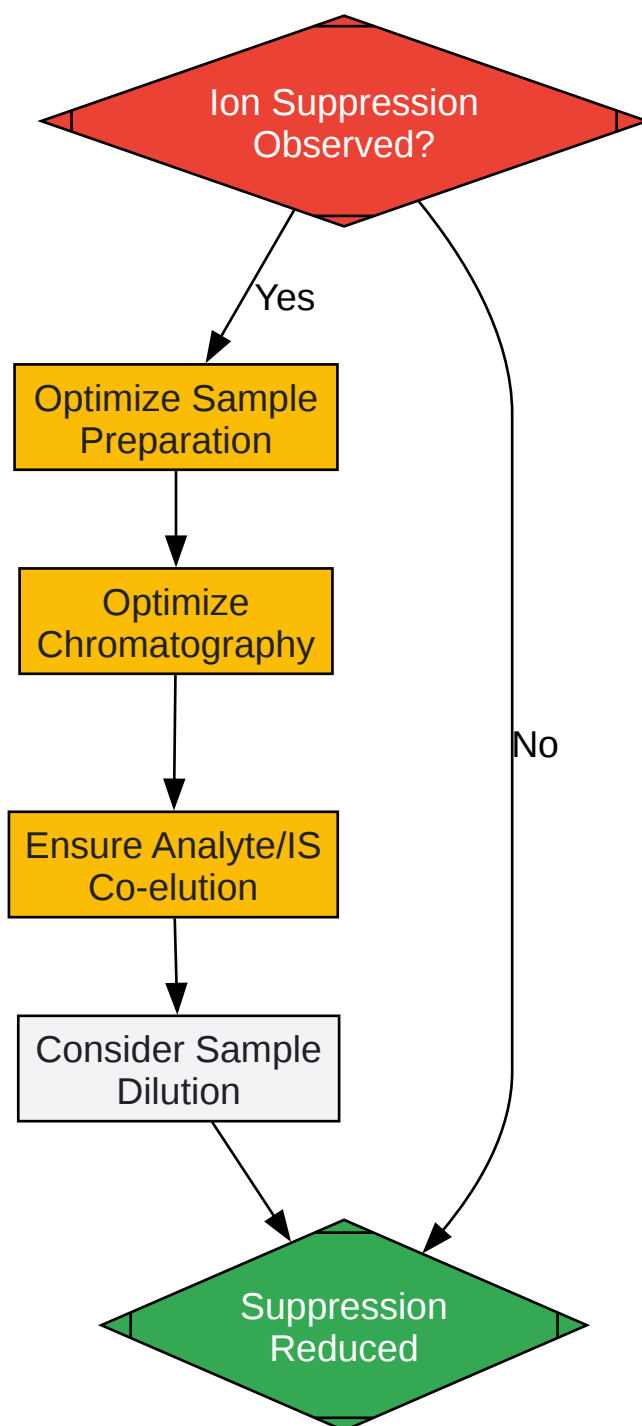 Ion Suppression
Observed?
Yes
Optimize Sample
Preparation
Optimize
Chromatography
No
Ensure Analyte/IS
Co-elution
Consider Sample
Dilution
Suppression
Reduced